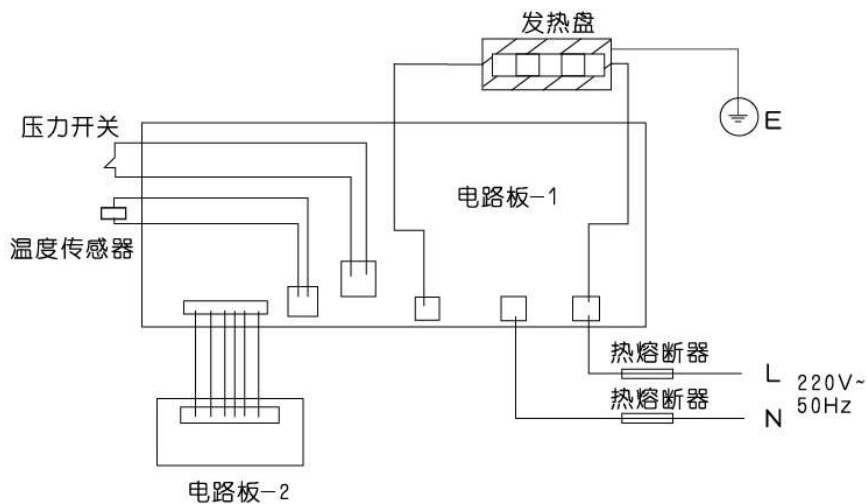 发热盘
E
压力开关
电路板-1
温度传感器
热熔断器
L
220V~
50Hz
热熔断器
N
电路板-2